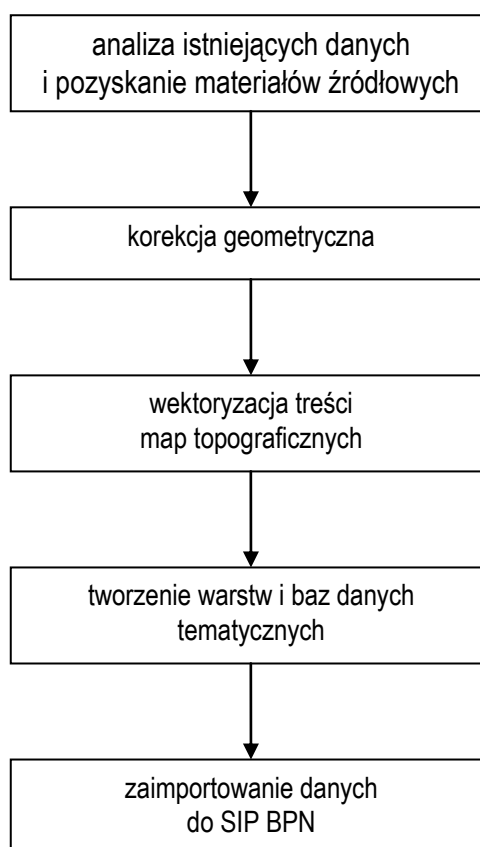 analiza istniejących danych
i pozyskanie materiałów źródłowych
korekcja geometryczna
wektoryzacja treści
map topograficznych
tworzenie warstw i baz danych
tematycznych
zaimportowanie danych
do SIP BPN